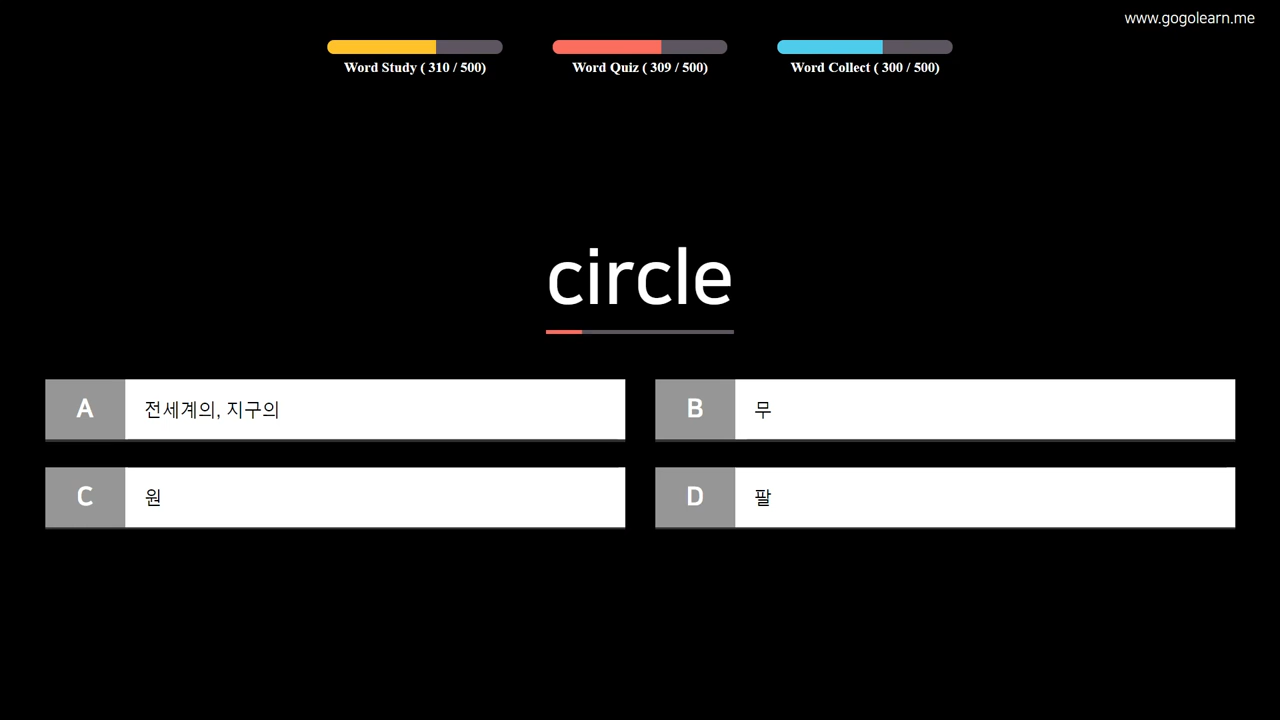 www.gogolearn.me
Word Study ( 310 / 500)
Word Quiz ( 309 / 500)
Word Collect ( 300 / 500)
circle
A 전세계의, 지구의
B 무
C 원
D 팔